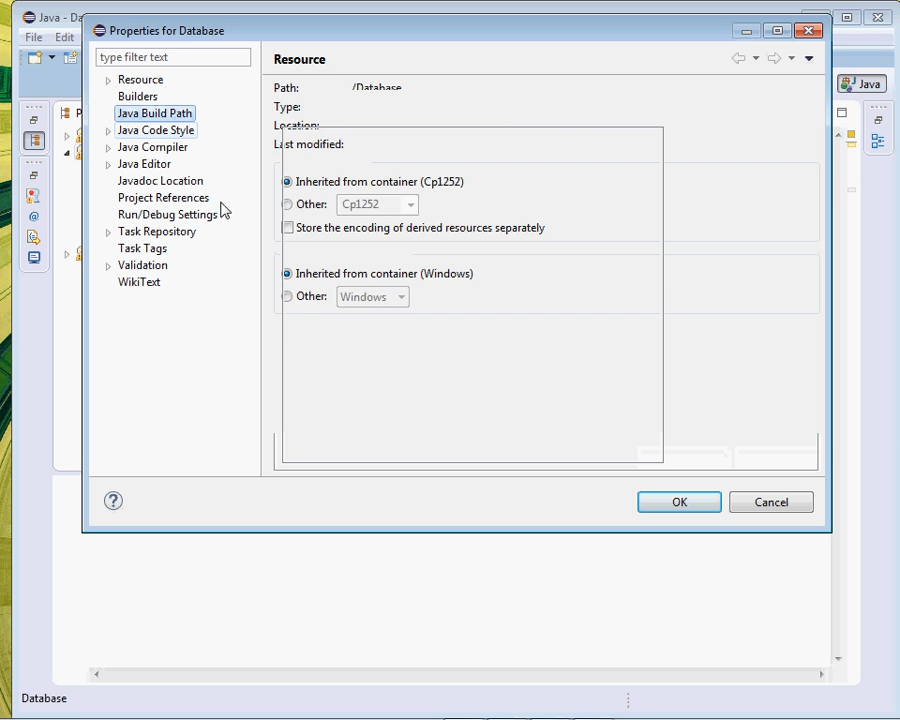 Java - Da
Properties for Database
File Edit
type filter text
Resource
Path: /Database
Resource
Builders
Type:
Java Build Path
Java
Location:
Java Code Style
Last modified:
Java Compiler
Java Editor
Javadoc Location
Inherited from container (Cp1252)
Project References
Other: Cp1252
Run/Debug Settings
Store the encoding of derived resources separately
Task Repository
Task Tags
Validation
Inherited from container (Windows)
WikiText
Other: Windows
OK
Cancel
Database